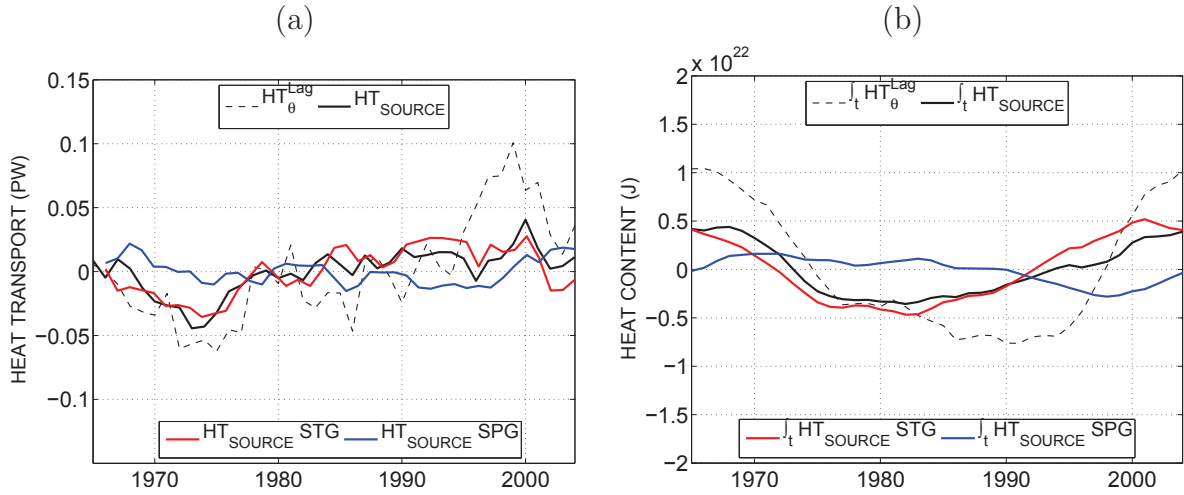 (a)
HEAT TRANSPORT (PW)
0.15
0.1
0.05
0
−0.05
−0.1
HT_θ^Lag HT_SOURCE
HT_SOURCE STG HT_SOURCE SPG
1970 1980 1990 2000
(b)
HEAT CONTENT (J)
x 10^22
2
1.5
1
0.5
0
−0.5
−1
−1.5
−2
∫_t HT_θ^Lag ∫_t HT_SOURCE
∫_t HT_SOURCE STG ∫_t HT_SOURCE SPG
1970 1980 1990 2000